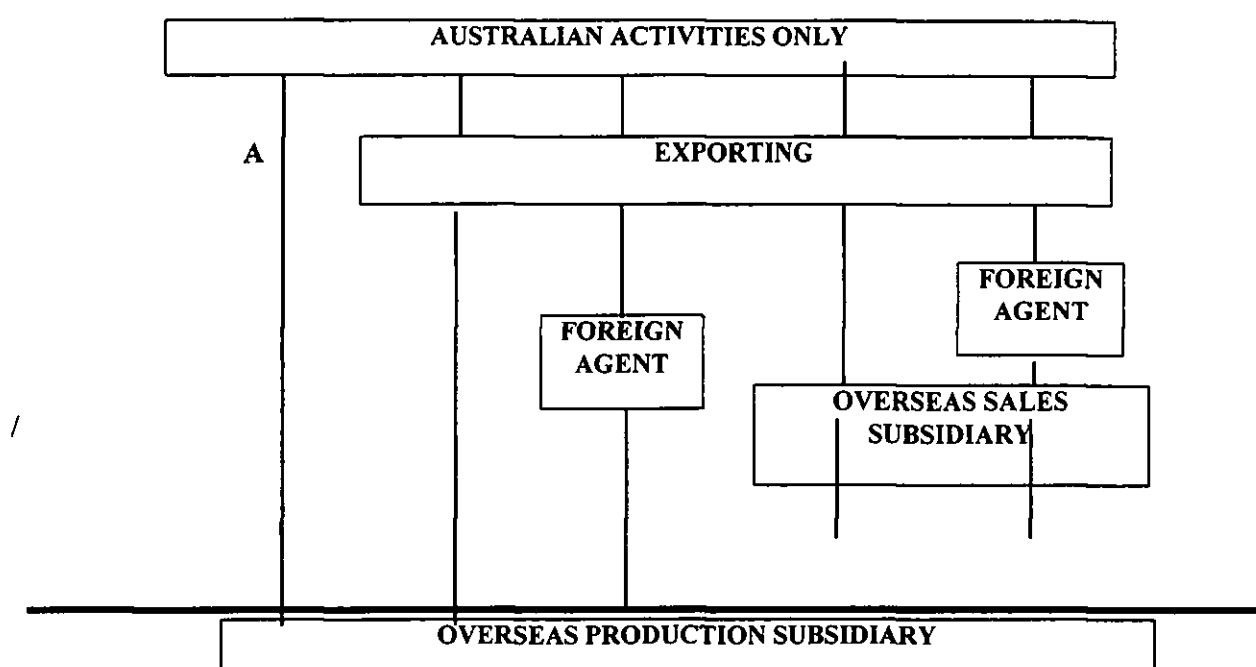 AUSTRALIAN ACTIVITIES ONLY
A
EXPORTING
FOREIGN
AGENT
FOREIGN
AGENT
OVERSEAS SALES
SUBSIDIARY
/
OVERSEAS PRODUCTION SUBSIDIARY